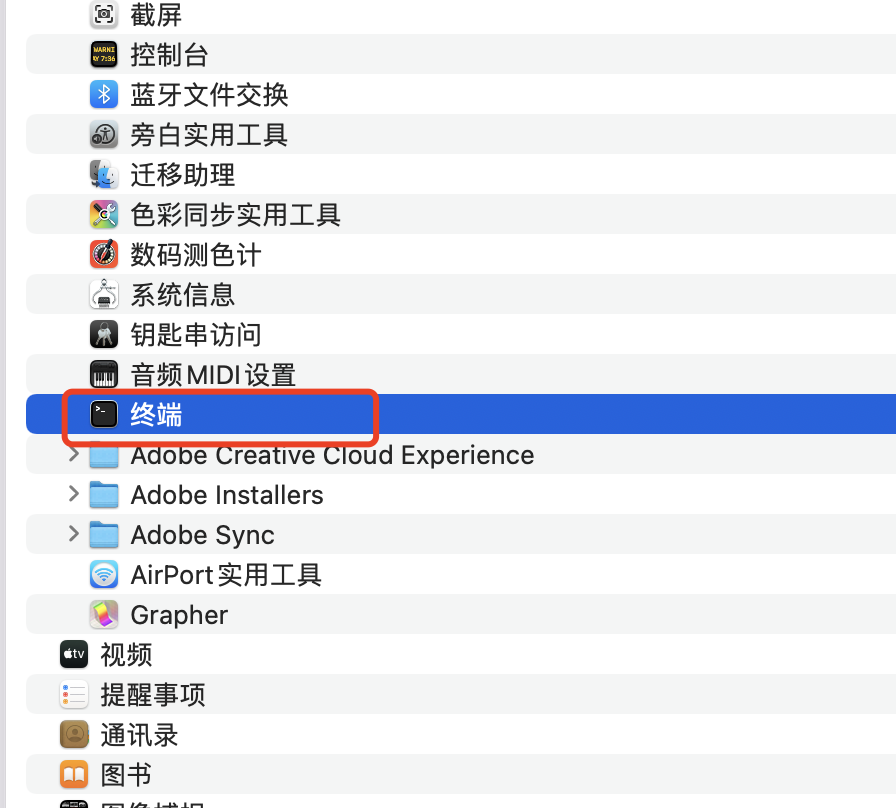 截屏
控制台
蓝牙文件交换
旁白实用工具
迁移助理
色彩同步实用工具
数码测色计
系统信息
钥匙串访问
音频MIDI设置
终端
Adobe Creative Cloud Experience
Adobe Installers
Adobe Sync
AirPort实用工具
Grapher
视频
提醒事项
通讯录
图书